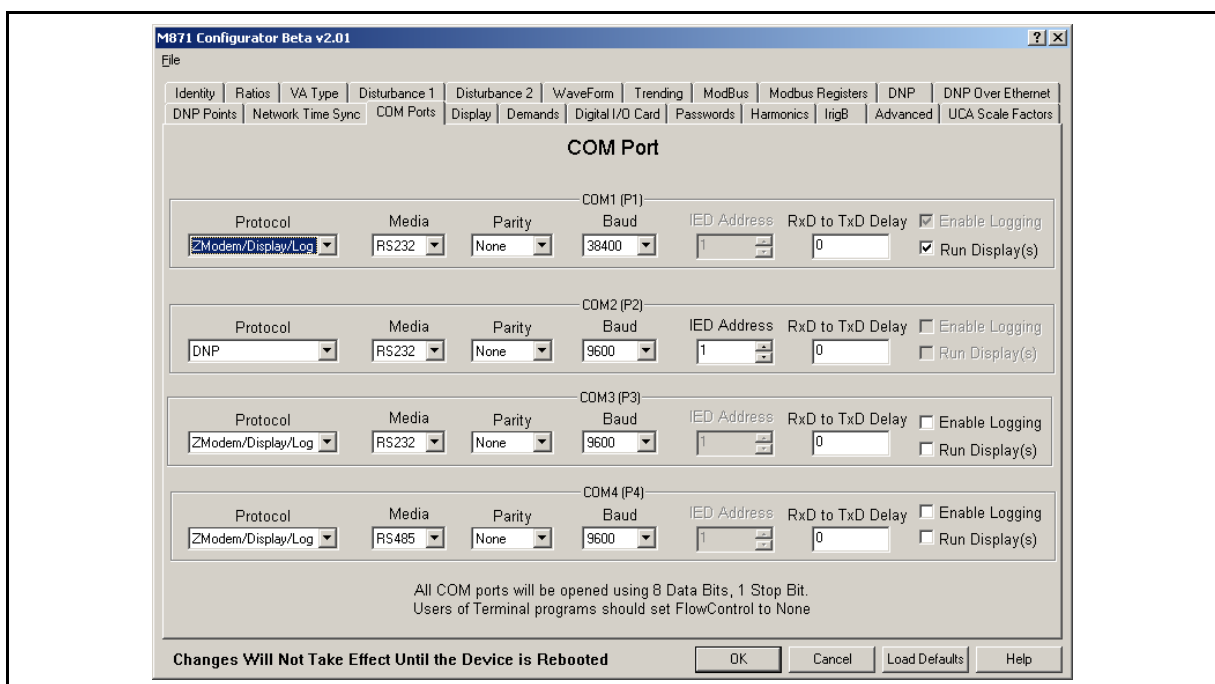 M871 Configurator Beta v2.01
File
Identity Ratios VA Type Disturbance 1 Disturbance 2 WaveForm Trending ModBus Modbus Registers DNP DNP Over Ethernet
DNP Points Network Time Sync COM Ports Display Demands Digital I/O Card Passwords Harmonics IrigB Advanced UCA Scale Factors
COM Port
COM1 (P1)
Protocol Media Parity Baud IED Address RxD to TxD Delay Enable Logging
ZModem/Display/Log RS232 None 38400 1 0 Run Display(s)
COM2 (P2)
Protocol Media Parity Baud IED Address RxD to TxD Delay Enable Logging
DNP RS232 None 9600 1 0 Run Display(s)
COM3 (P3)
Protocol Media Parity Baud IED Address RxD to TxD Delay Enable Logging
ZModem/Display/Log RS232 None 9600 1 0 Run Display(s)
COM4 (P4)
Protocol Media Parity Baud IED Address RxD to TxD Delay Enable Logging
ZModem/Display/Log RS485 None 9600 1 0 Run Display(s)
All COM ports will be opened using 8 Data Bits, 1 Stop Bit.
Users of Terminal programs should set FlowControl to None
Changes Will Not Take Effect Until the Device is Rebooted OK Cancel Load Defaults Help